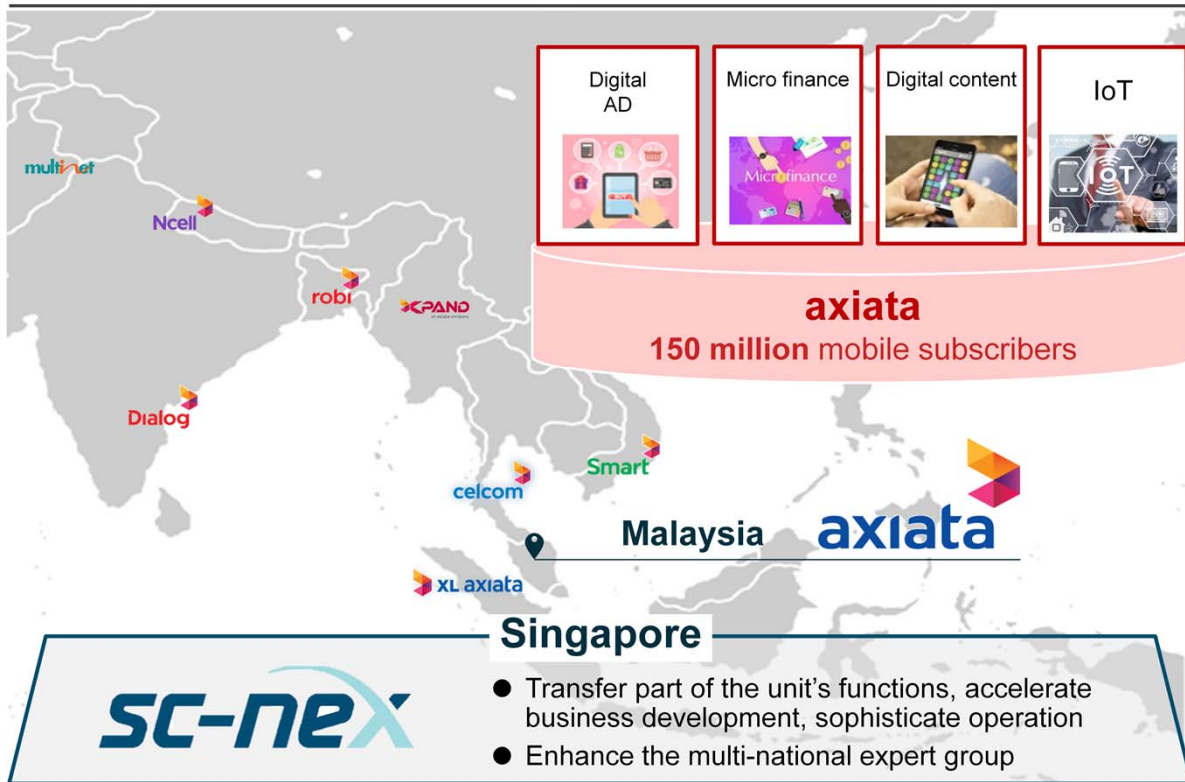 Digital
AD
Micro finance
Digital content
IoT
Microfinance
IOT
multinet
Ncell
robi
XPAND
axiata
150 million mobile subscribers
Dialog
Smart
celcom
Malaysia
axiata
XL axiata
Singapore
sc-nex
● Transfer part of the unit's functions, accelerate
business development, sophisticate operation
● Enhance the multi-national expert group